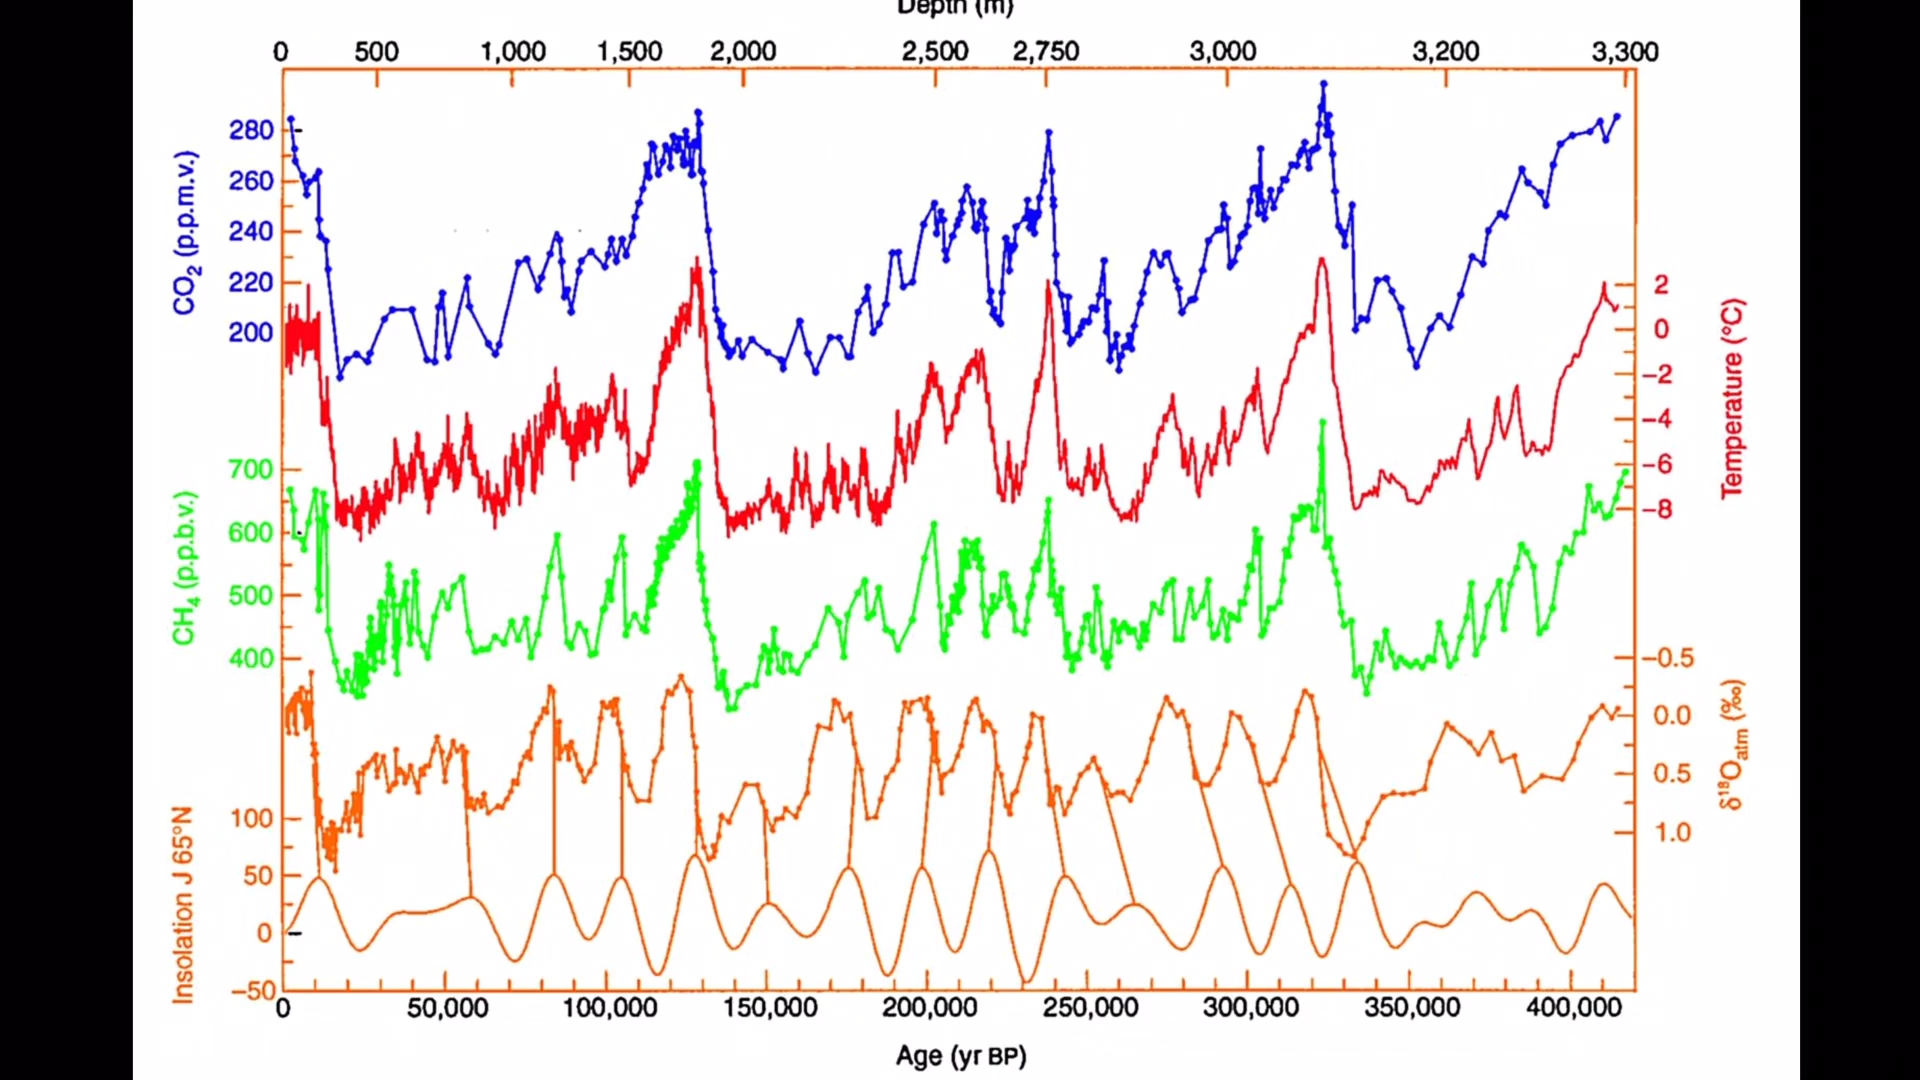 Depth (m)
0 500 1,000 1,500 2,000 2,500 2,750 3,000 3,200 3,300
CO2 (p.p.m.v.)
280
260
240
220
200
2
0
−2
−4
−6
−8
Temperature (°C)
CH4 (p.p.b.v.)
700
600
500
400
−0.5
0.0
0.5
1.0
δ18Oatm (‰)
Insolation J 65°N
100
50
0
−50
0 50,000 100,000 150,000 200,000 250,000 300,000 350,000 400,000
Age (yr BP)